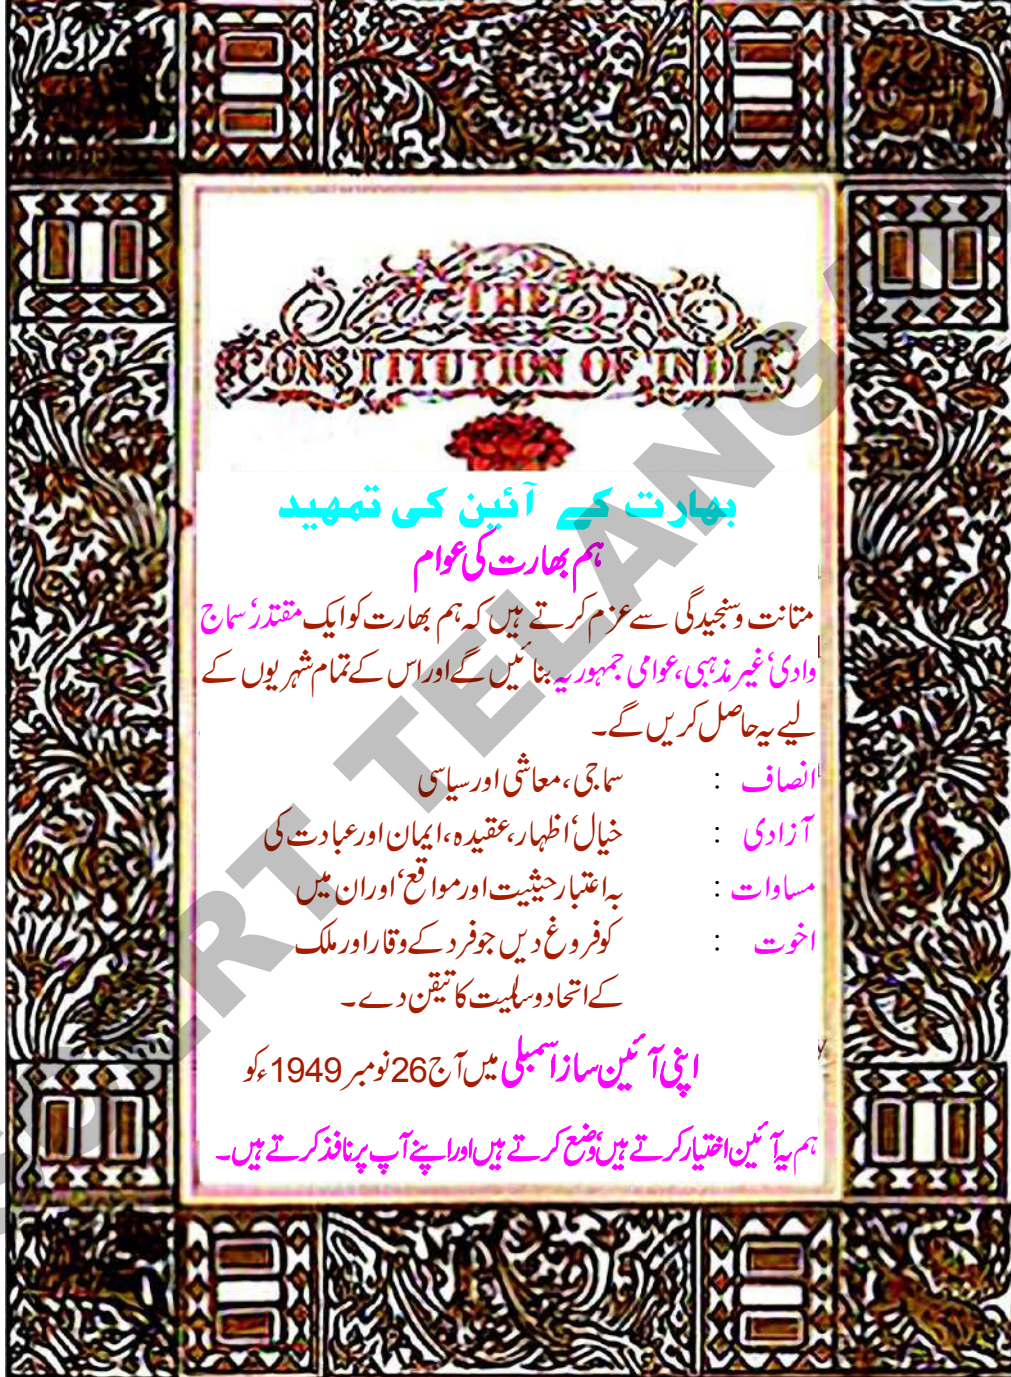 THE
CONSTITUTION OF INDIA
بھارت کے آئین کی تمہید
ہم بھارت کی عوام
متانت و سنجیدگی سے عزم کرتے ہیں کہ ہم بھارت کو ایک مقتدر ٗ سماج
وادی ٗ غیر مذہبی، عوامی جمہوریہ بنائیں گے اور اس کے تمام شہریوں کے
لیے یہ حاصل کریں گے۔
انصاف : سماجی، معاشی اور سیاسی
آزادی : خیال ٗ اظہار، عقیدہ، ایمان اور عبادت کی
مساوات : بہ اعتبار حیثیت اور مواقع ٗ اور ان میں
اخوت : کو فروغ دیں جو فرد کے وقار اور ملک
کے اتحاد و سالمیت کا تیقن دے۔
اپنی آئین ساز اسمبلی میں آج 26 نومبر 1949ء کو
ہم یہ آئین اختیار کرتے ہیں ٗ وضع کرتے ہیں اور اپنے آپ پر نافذ کرتے ہیں۔
SCERT TELANGANA